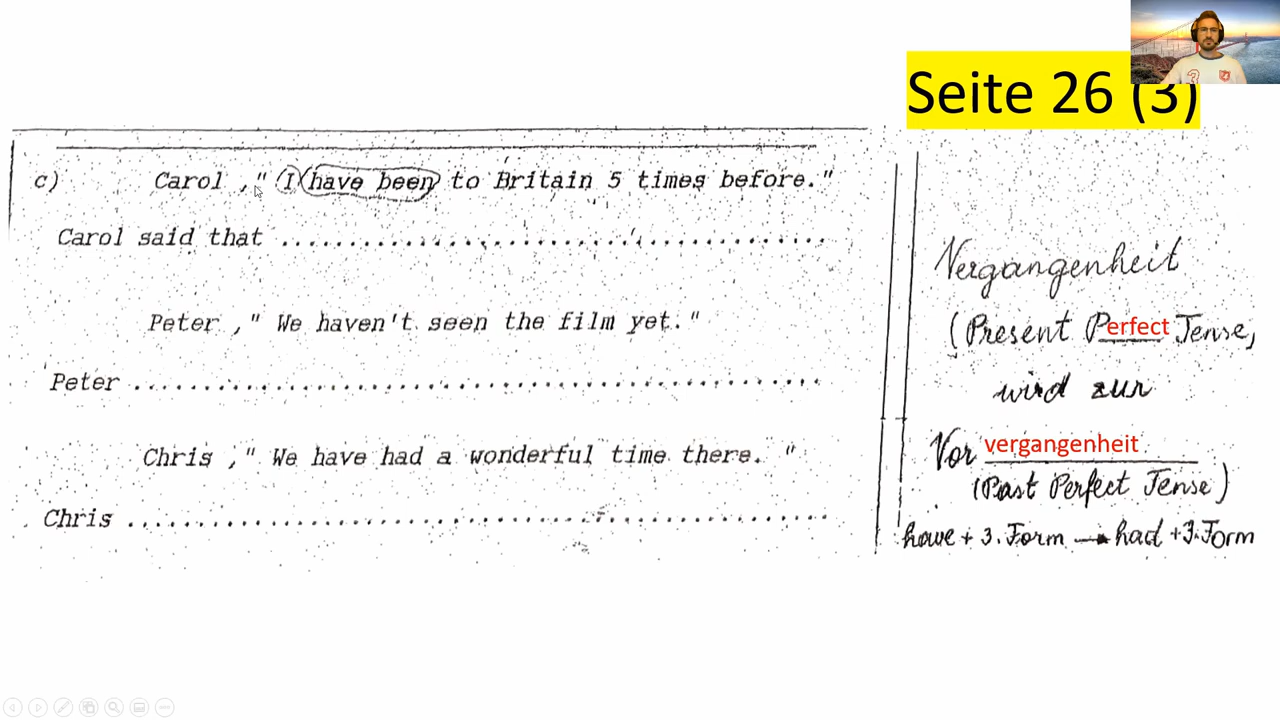 Seite 26 (3)
c) Carol ," I have been to Britain 5 times before."
Carol said that ........................................
Peter ," We haven't seen the film yet."
Peter ..................................................
Chris ," We have had a wonderful time there. "
Chris ..................................................
Vergangenheit
(Present Perfect Tense,
wird zur
Vorvergangenheit
(Past Perfect Tense)
have + 3. Form → had + 3. Form